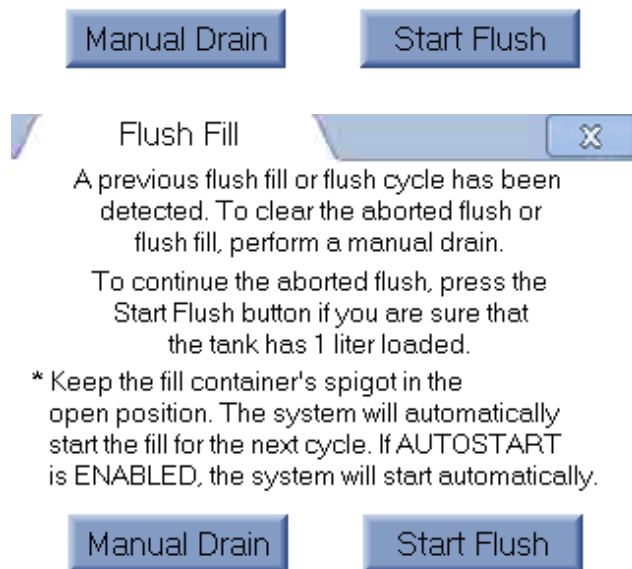 Manual Drain Start Flush
Flush Fill X
A previous flush fill or flush cycle has been
detected. To clear the aborted flush or
flush fill, perform a manual drain.
To continue the aborted flush, press the
Start Flush button if you are sure that
the tank has 1 liter loaded.
* Keep the fill container's spigot in the
open position. The system will automatically
start the fill for the next cycle. If AUTOSTART
is ENABLED, the system will start automatically.
Manual Drain Start Flush